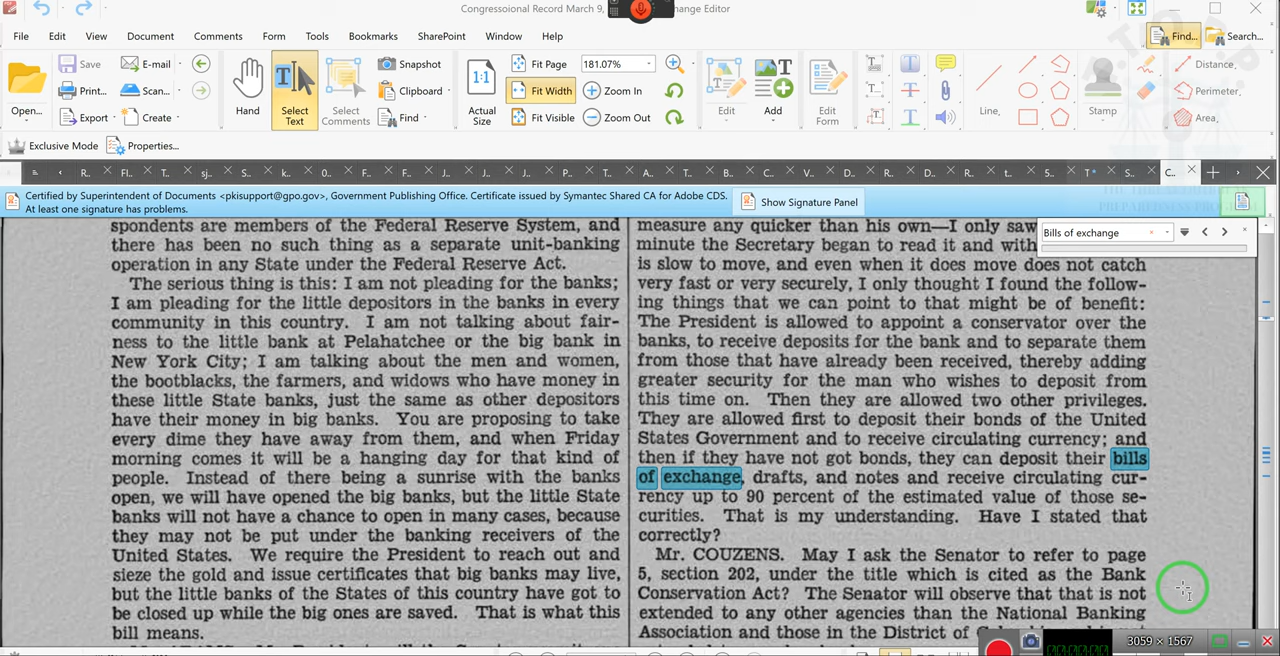 Congressoional Record March 9,
change Editor
File Edit View Document Comments Form Tools Bookmarks SharePoint Window Help
Find... Search...
Open...
Save E-mail
Print... Scan...
Export Create
Hand
Select Text
Select Comments
Snapshot
Clipboard
Find
1:1
Actual Size
Fit Page 181.07%
Fit Width Zoom In
Fit Visible Zoom Out
Edit
Add
Edit Form
Line,
Stamp
Distance,
Perimeter,
Area,
Exclusive Mode Properties...
R.. Fl.. T.. sj.. S.. k.. 0.. F.. F.. J.. J.. J.. P.. T.. A.. T.. B.. C.. V.. D.. R.. D.. R.. t... 5.. T* S.. C..
Certified by Superintendent of Documents <pkisupport@gpo.gov>, Government Publishing Office. Certificate issued by Symantec Shared CA for Adobe CDS.
At least one signature has problems.
Show Signature Panel
Bills of exchange
spondents are members of the Federal Reserve System, and
there has been no such thing as a separate unit-banking
operation in any State under the Federal Reserve Act.
The serious thing is this: I am not pleading for the banks;
I am pleading for the little depositors in the banks in every
community in this country. I am not talking about fair-
ness to the little bank at Pelahatchee or the big bank in
New York City; I am talking about the men and women,
the bootblacks, the farmers, and widows who have money in
these little State banks, just the same as other depositors
have their money in big banks. You are proposing to take
every dime they have away from them, and when Friday
morning comes it will be a hanging day for that kind of
people. Instead of there being a sunrise with the banks
open, we will have opened the big banks, but the little State
banks will not have a chance to open in many cases, because
they may not be put under the banking receivers of the
United States. We require the President to reach out and
sieze the gold and issue certificates that big banks may live,
but the little banks of the States of this country have got to
be closed up while the big ones are saved. That is what this
bill means.
measure any quicker than his own—I only saw
minute the Secretary began to read it and with
is slow to move, and even when it does move does not catch
very fast or very securely, I only thought I found the follow-
ing things that we can point to that might be of benefit:
The President is allowed to appoint a conservator over the
banks, to receive deposits for the bank and to separate them
from those that have already been received, thereby adding
greater security for the man who wishes to deposit from
this time on. Then they are allowed two other privileges.
They are allowed first to deposit their bonds of the United
States Government and to receive circulating currency; and
then if they have not got bonds, they can deposit their bills
of exchange, drafts, and notes and receive circulating cur-
rency up to 90 percent of the estimated value of those se-
curities. That is my understanding. Have I stated that
correctly?
Mr. COUZENS. May I ask the Senator to refer to page
5, section 202, under the title which is cited as the Bank
Conservation Act? The Senator will observe that that is not
extended to any other agencies than the National Banking
Association and those in the District of
3059 × 1567